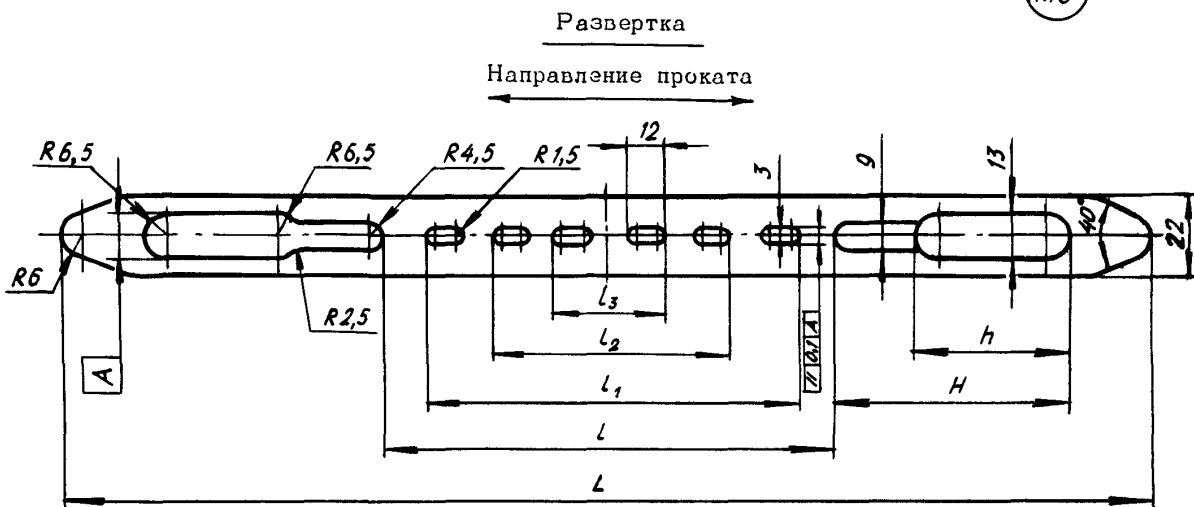 Развертка
Направление проката
R6,5
R6,5
R4,5
12
R1,5
3
9
13
40°
22
R6
R2,5
A
l₃
l₂
l₁
l
L
// 0,1 A
h
H